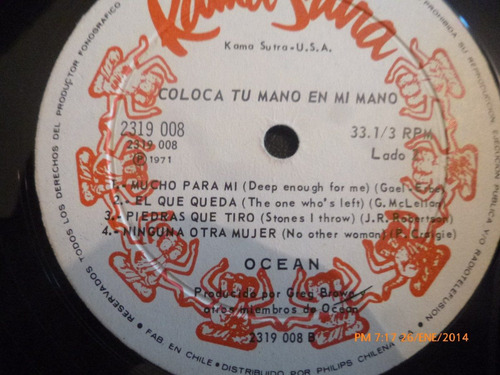 Kama Sutra
Kama Sutra - U.S.A.
COLOCA TU MANO EN MI MANO
2319 008
2319 008
Ⓟ 1971
33.1/3 RPM
Lado
1.- MUCHO PARA MI (Deep enough for me) (Goel-
2.- EL QUE QUEDA (The one who's left) (G. McLellan)
3.- PIEDRAS QUE TIRO (Stones I throw) (J.R. Robertson)
4.- NINGUNA OTRA MUJER (No other woman) (P. Craigie)
OCEAN
Producido por Greg Brown y
otros miembros de Ocean
2319 008 B
RESERVADOS TODOS LOS DERECHOS DEL PRODUCTOR FONOGRAFICO
PROHIBIDA SU REPRODUCCION, PUBLICA Y/O RADIOTELEFUSION
• FAB. EN CHILE • DISTRIBUIDO POR PHILIPS CHILENA
PM 7:17 26/ENE/2014